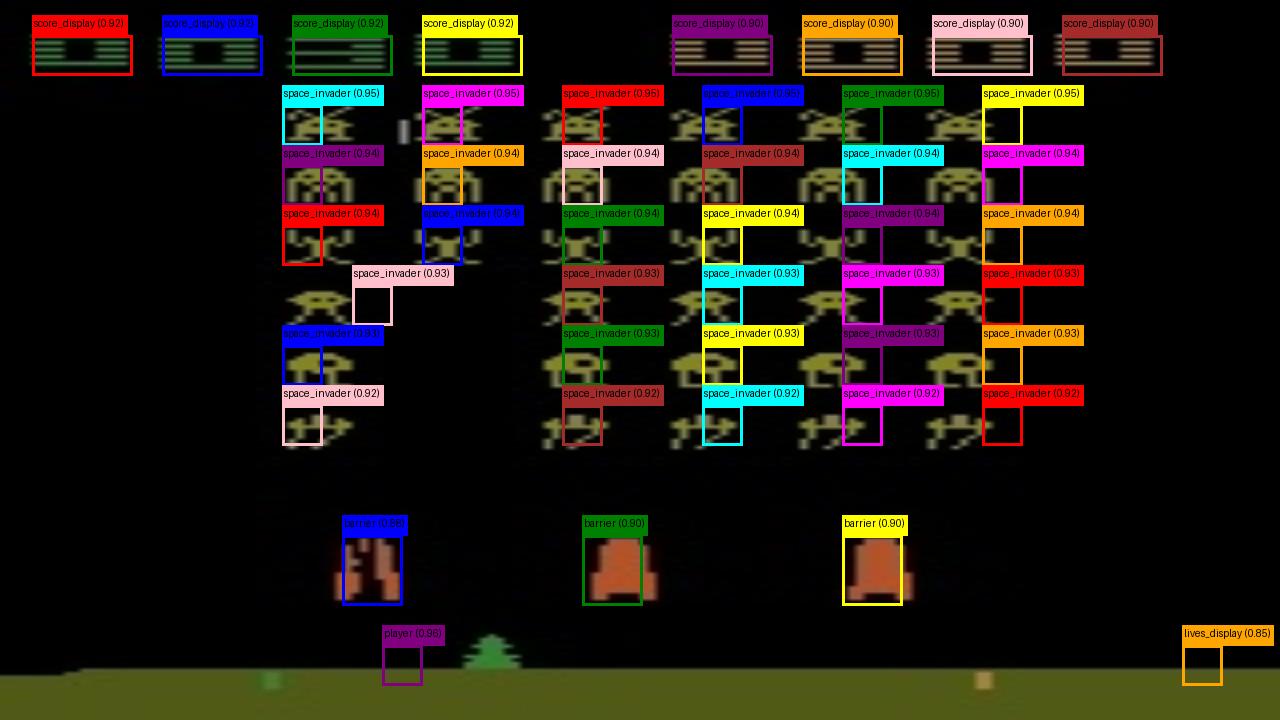 score_display (0.92) score_display (0.92) score_display (0.92) score_display (0.92) score_display (0.90) score_display (0.90) score_display (0.90) score_display (0.90)
space_invader (0.95) space_invader (0.95) space_invader (0.95) space_invader (0.95) space_invader (0.95) space_invader (0.95)
space_invader (0.94) space_invader (0.94) space_invader (0.94) space_invader (0.94) space_invader (0.94) space_invader (0.94)
space_invader (0.94) space_invader (0.94) space_invader (0.94) space_invader (0.94) space_invader (0.94) space_invader (0.94)
space_invader (0.93) space_invader (0.93) space_invader (0.93) space_invader (0.93) space_invader (0.93)
space_invader (0.93) space_invader (0.93) space_invader (0.93) space_invader (0.93) space_invader (0.93)
space_invader (0.92) space_invader (0.92) space_invader (0.92) space_invader (0.92) space_invader (0.92)
barrier (0.88) barrier (0.90) barrier (0.90)
player (0.96) lives_display (0.85)